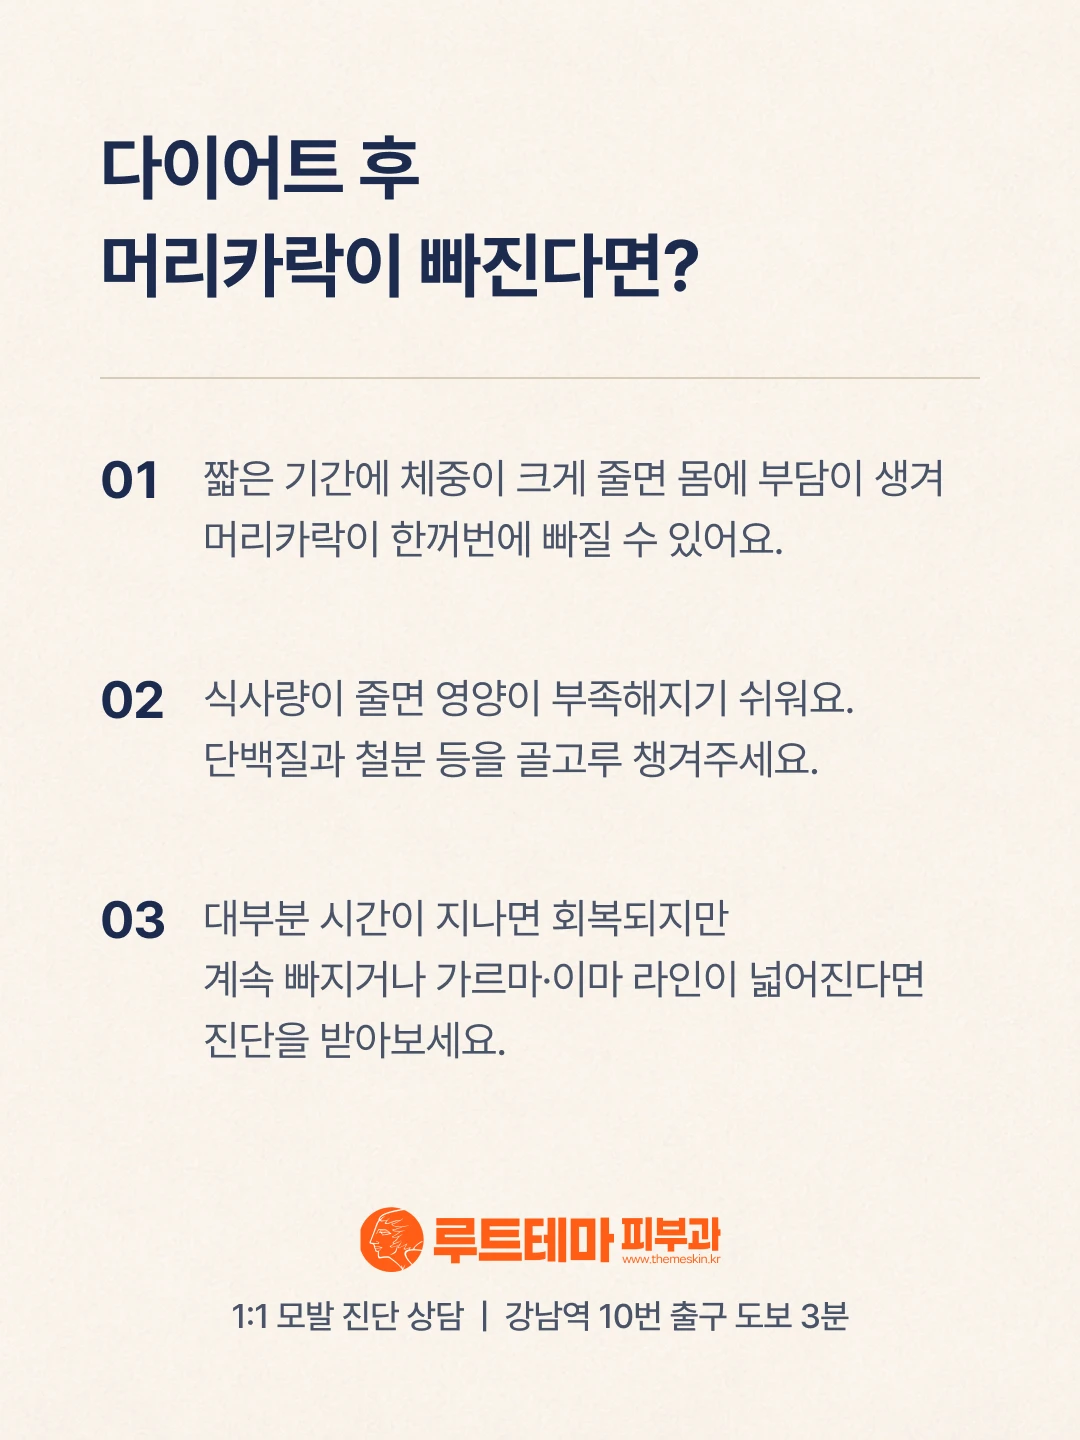 다이어트 후
머리카락이 빠진다면?
01 짧은 기간에 체중이 크게 줄면 몸에 부담이 생겨
머리카락이 한꺼번에 빠질 수 있어요.
02 식사량이 줄면 영양이 부족해지기 쉬워요.
단백질과 철분 등을 골고루 챙겨주세요.
03 대부분 시간이 지나면 회복되지만
계속 빠지거나 가르마·이마 라인이 넓어진다면
진단을 받아보세요.
루트테마 피부과
www.themeskin.kr
1:1 모발 진단 상담 | 강남역 10번 출구 도보 3분